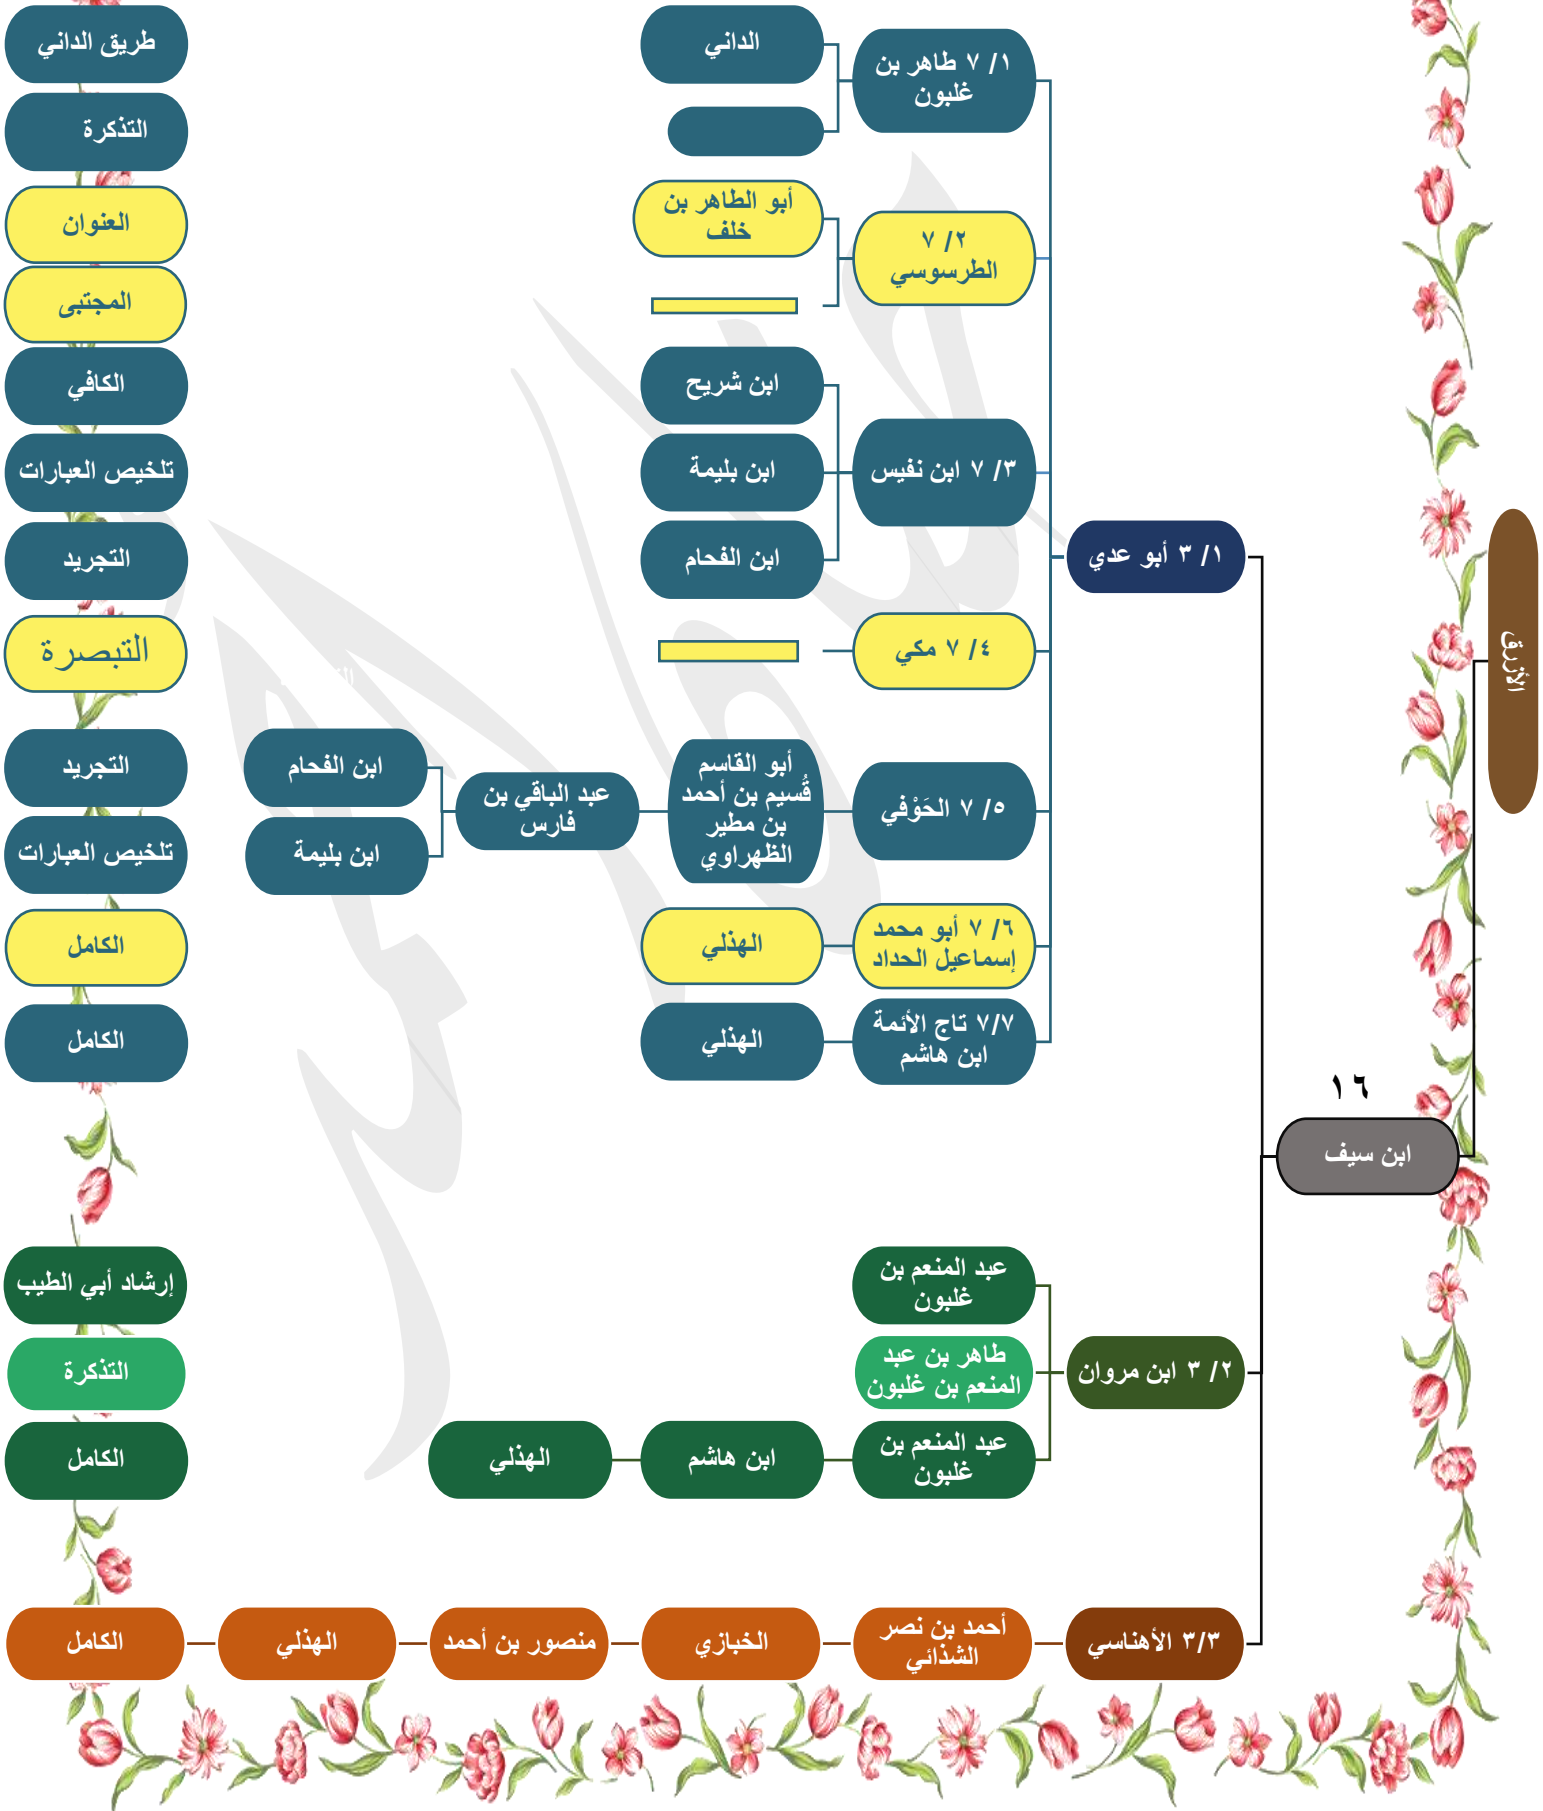 الأزرق
١٦
ابن سيف
١/ ٣ أبو عدي
١/ ٧ طاهر بن
غلبون
الداني
طريق الداني
التذكرة
٢/ ٧
الطرسوسي
أبو الطاهر بن
خلف
العنوان
المجتبى
٣/ ٧ ابن نفيس
ابن شريح
الكافي
ابن بليمة
تلخيص العبارات
ابن الفحام
التجريد
٤/ ٧ مكي
التبصرة
٥/ ٧ الحَوْفي
أبو القاسم
قُسيم بن أحمد
بن مطير
الظهراوي
عبد الباقي بن
فارس
ابن الفحام
التجريد
ابن بليمة
تلخيص العبارات
٦/ ٧ أبو محمد
إسماعيل الحداد
الهذلي
الكامل
٧/٧ تاج الأئمة
ابن هاشم
الهذلي
الكامل
٢/ ٣ ابن مروان
عبد المنعم بن
غلبون
إرشاد أبي الطيب
طاهر بن عبد
المنعم بن غلبون
التذكرة
عبد المنعم بن
غلبون
ابن هاشم
الهذلي
الكامل
٣/٣ الأهناسي
أحمد بن نصر
الشذائي
الخبازي
منصور بن أحمد
الهذلي
الكامل